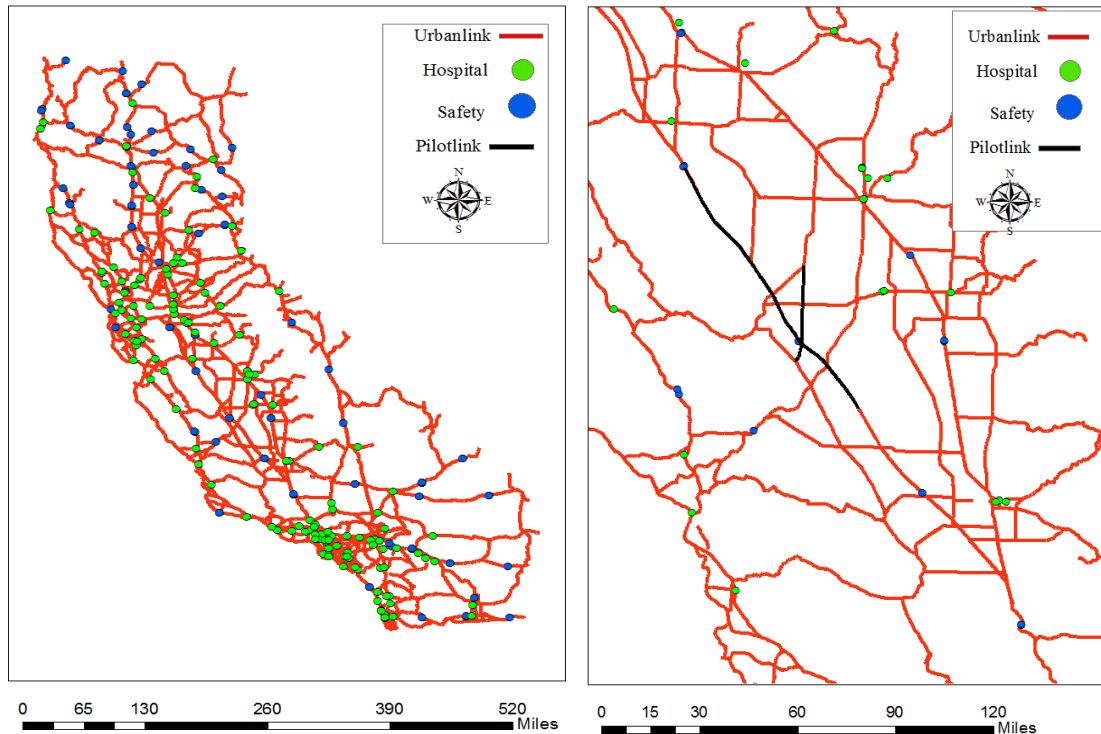 Urbanlink
Hospital
Safety
Pilotlink
N
W E
S
0 65 130 260 390 520
Miles
Urbanlink
Hospital
Safety
Pilotlink
N
W E
S
0 15 30 60 90 120
Miles